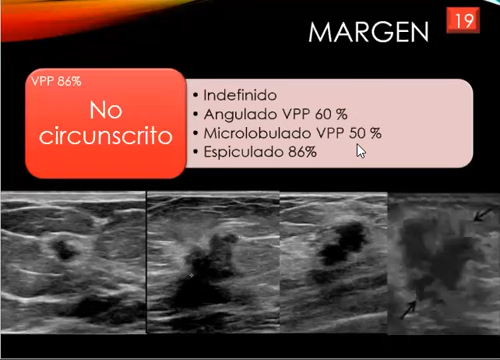 MARGEN
19
VPP 86%
No
circunscrito
• Indefinido
• Angulado VPP 60 %
• Microlobulado VPP 50 %
• Espiculado 86%